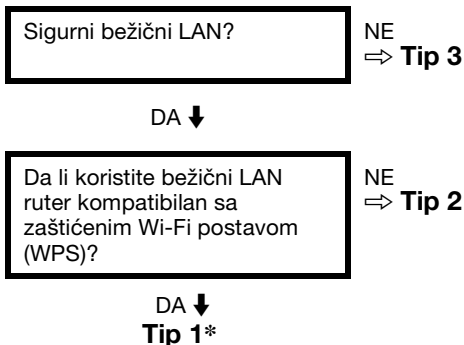 Sigurni bežični LAN?
NE
⇨ Tip 3
DA ⬇
Da li koristite bežični LAN
ruter kompatibilan sa
zaštićenim Wi-Fi postavom
(WPS)?
NE
⇨ Tip 2
DA ⬇
Tip 1*